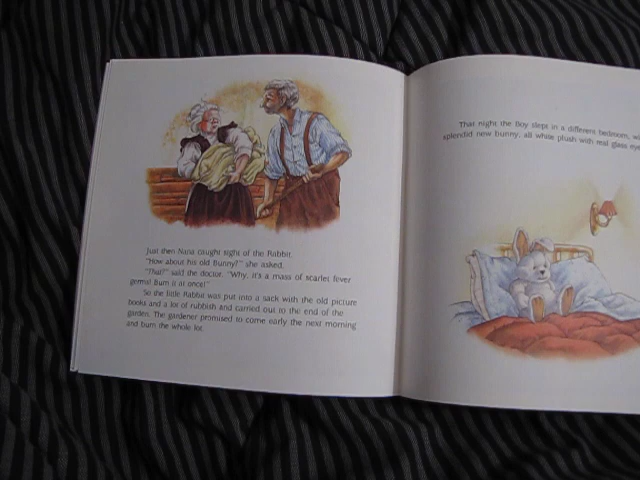 Just then Nana caught sight of the Rabbit.
"How about his old Bunny?" she asked.
"That?" said the doctor. "Why, it's a mass of scarlet fever
germs! Burn it at once!"
So the little Rabbit was put into a sack with the old picture
books and a lot of rubbish and carried out to the end of the
garden. The gardener promised to come early the next morning
and burn the whole lot.
That night the Boy slept in a different bedroom,
splendid new bunny, all white plush with real glass